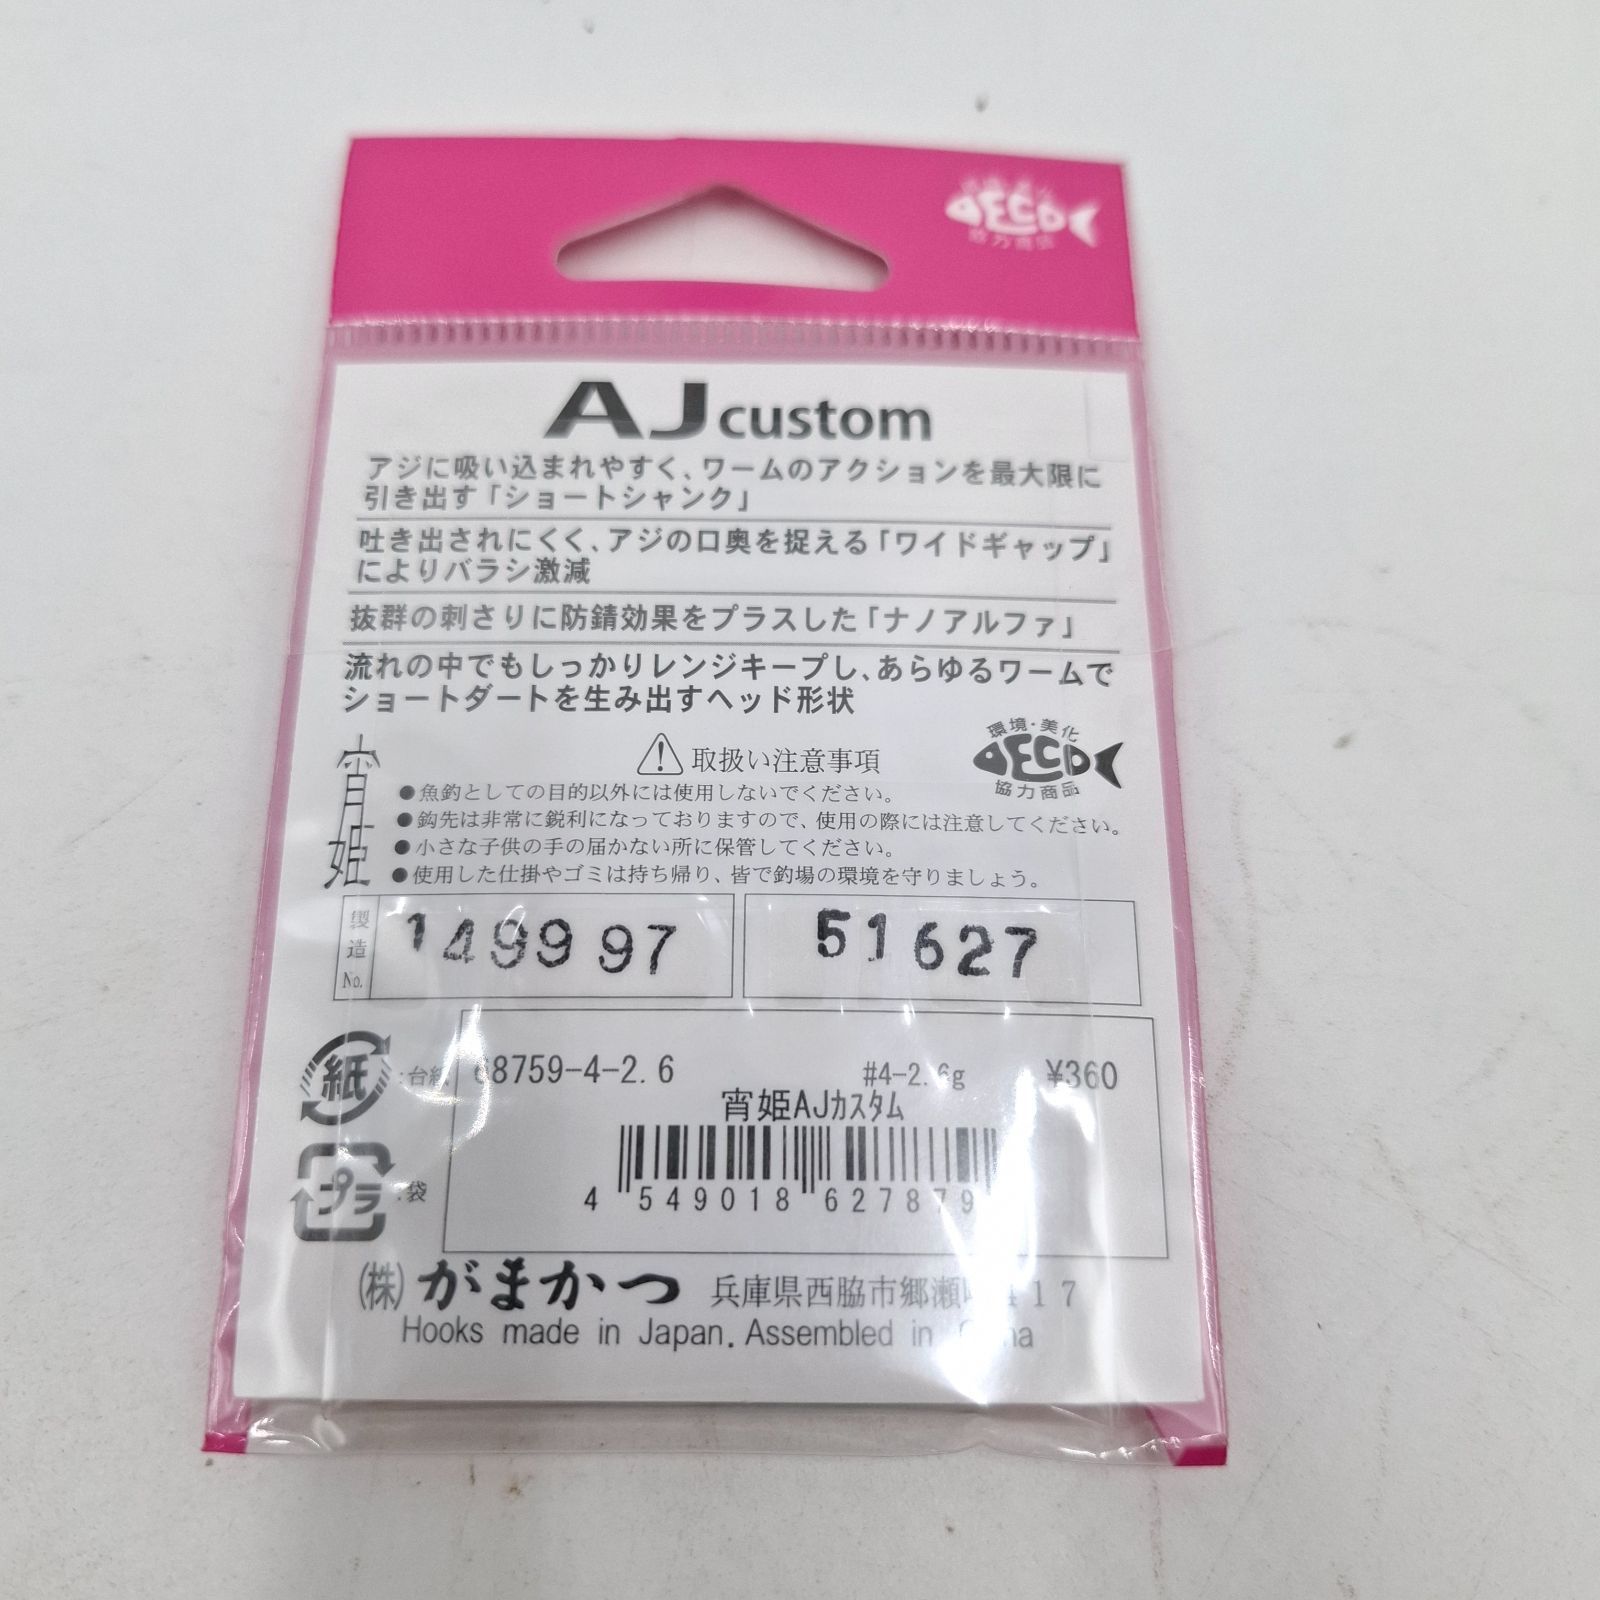 ECO
AJ custom
アジに吸い込まれやすく、ワームのアクションを最大限に
引き出す「ショートシャンク」
吐き出されにくく、アジの口奥を捉える「ワイドギャップ」
によりバラシ激減
抜群の刺さりに防錆効果をプラスした「ナノアルファ」
流れの中でもしっかりレンジキープし、あらゆるワームで
ショートダートを生み出すヘッド形状
宵姫
取扱い注意事項
環境・美化
ECO
協力商品
●魚釣としての目的以外には使用しないでください。
●鈎先は非常に鋭利になっておりますので、使用の際には注意してください。
●小さな子供の手の届かない所に保管してください。
●使用した仕掛やゴミは持ち帰り、皆で釣場の環境を守りましょう。
製造No.
149997
51627
紙 :台紙
8759-4-2.6 #4-2.6g ¥360
宵姫AJカスタム
プラ :袋
4 549018 627879
(株)がまかつ 兵庫県西脇市郷瀬町417
Hooks made in Japan. Assembled in